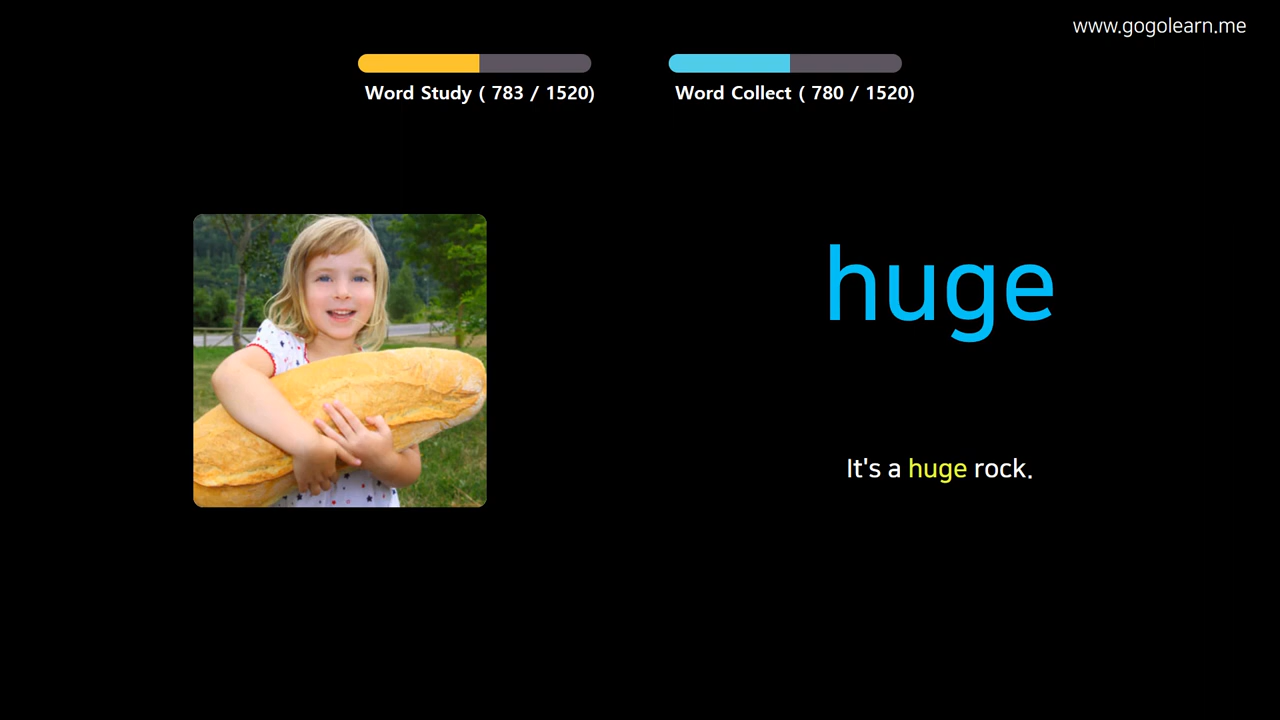 www.gogolearn.me
Word Study ( 783 / 1520)
Word Collect ( 780 / 1520)
huge
It's a huge rock.